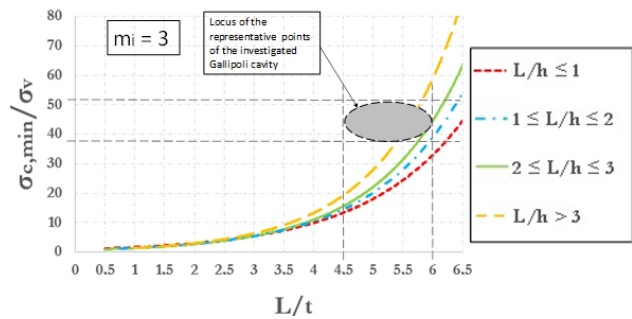 80
70
60
50
40
30
20
10
0
σc,min/σv
mi = 3
Locus of the
representative points
of the investigated
Gallipoli cavity
0 0.5 1 1.5 2 2.5 3 3.5 4 4.5 5 5.5 6 6.5
L/t
L/h ≤ 1
1 ≤ L/h ≤ 2
2 ≤ L/h ≤ 3
L/h > 3